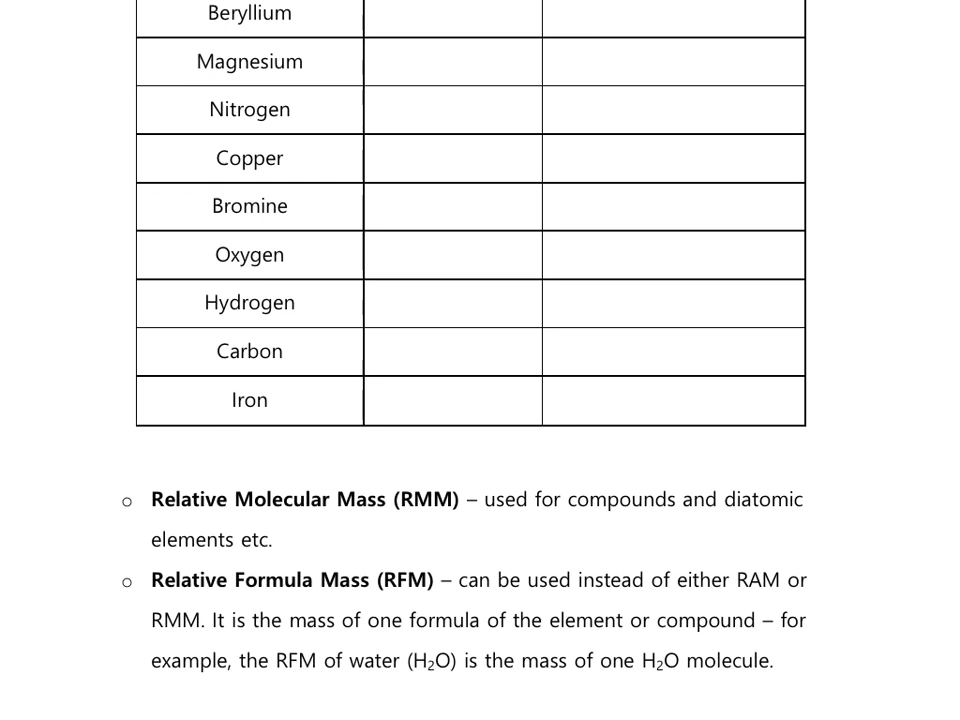 Beryllium
Magnesium
Nitrogen
Copper
Bromine
Oxygen
Hydrogen
Carbon
Iron
o Relative Molecular Mass (RMM) – used for compounds and diatomic
elements etc.
o Relative Formula Mass (RFM) – can be used instead of either RAM or
RMM. It is the mass of one formula of the element or compound – for
example, the RFM of water (H₂O) is the mass of one H₂O molecule.